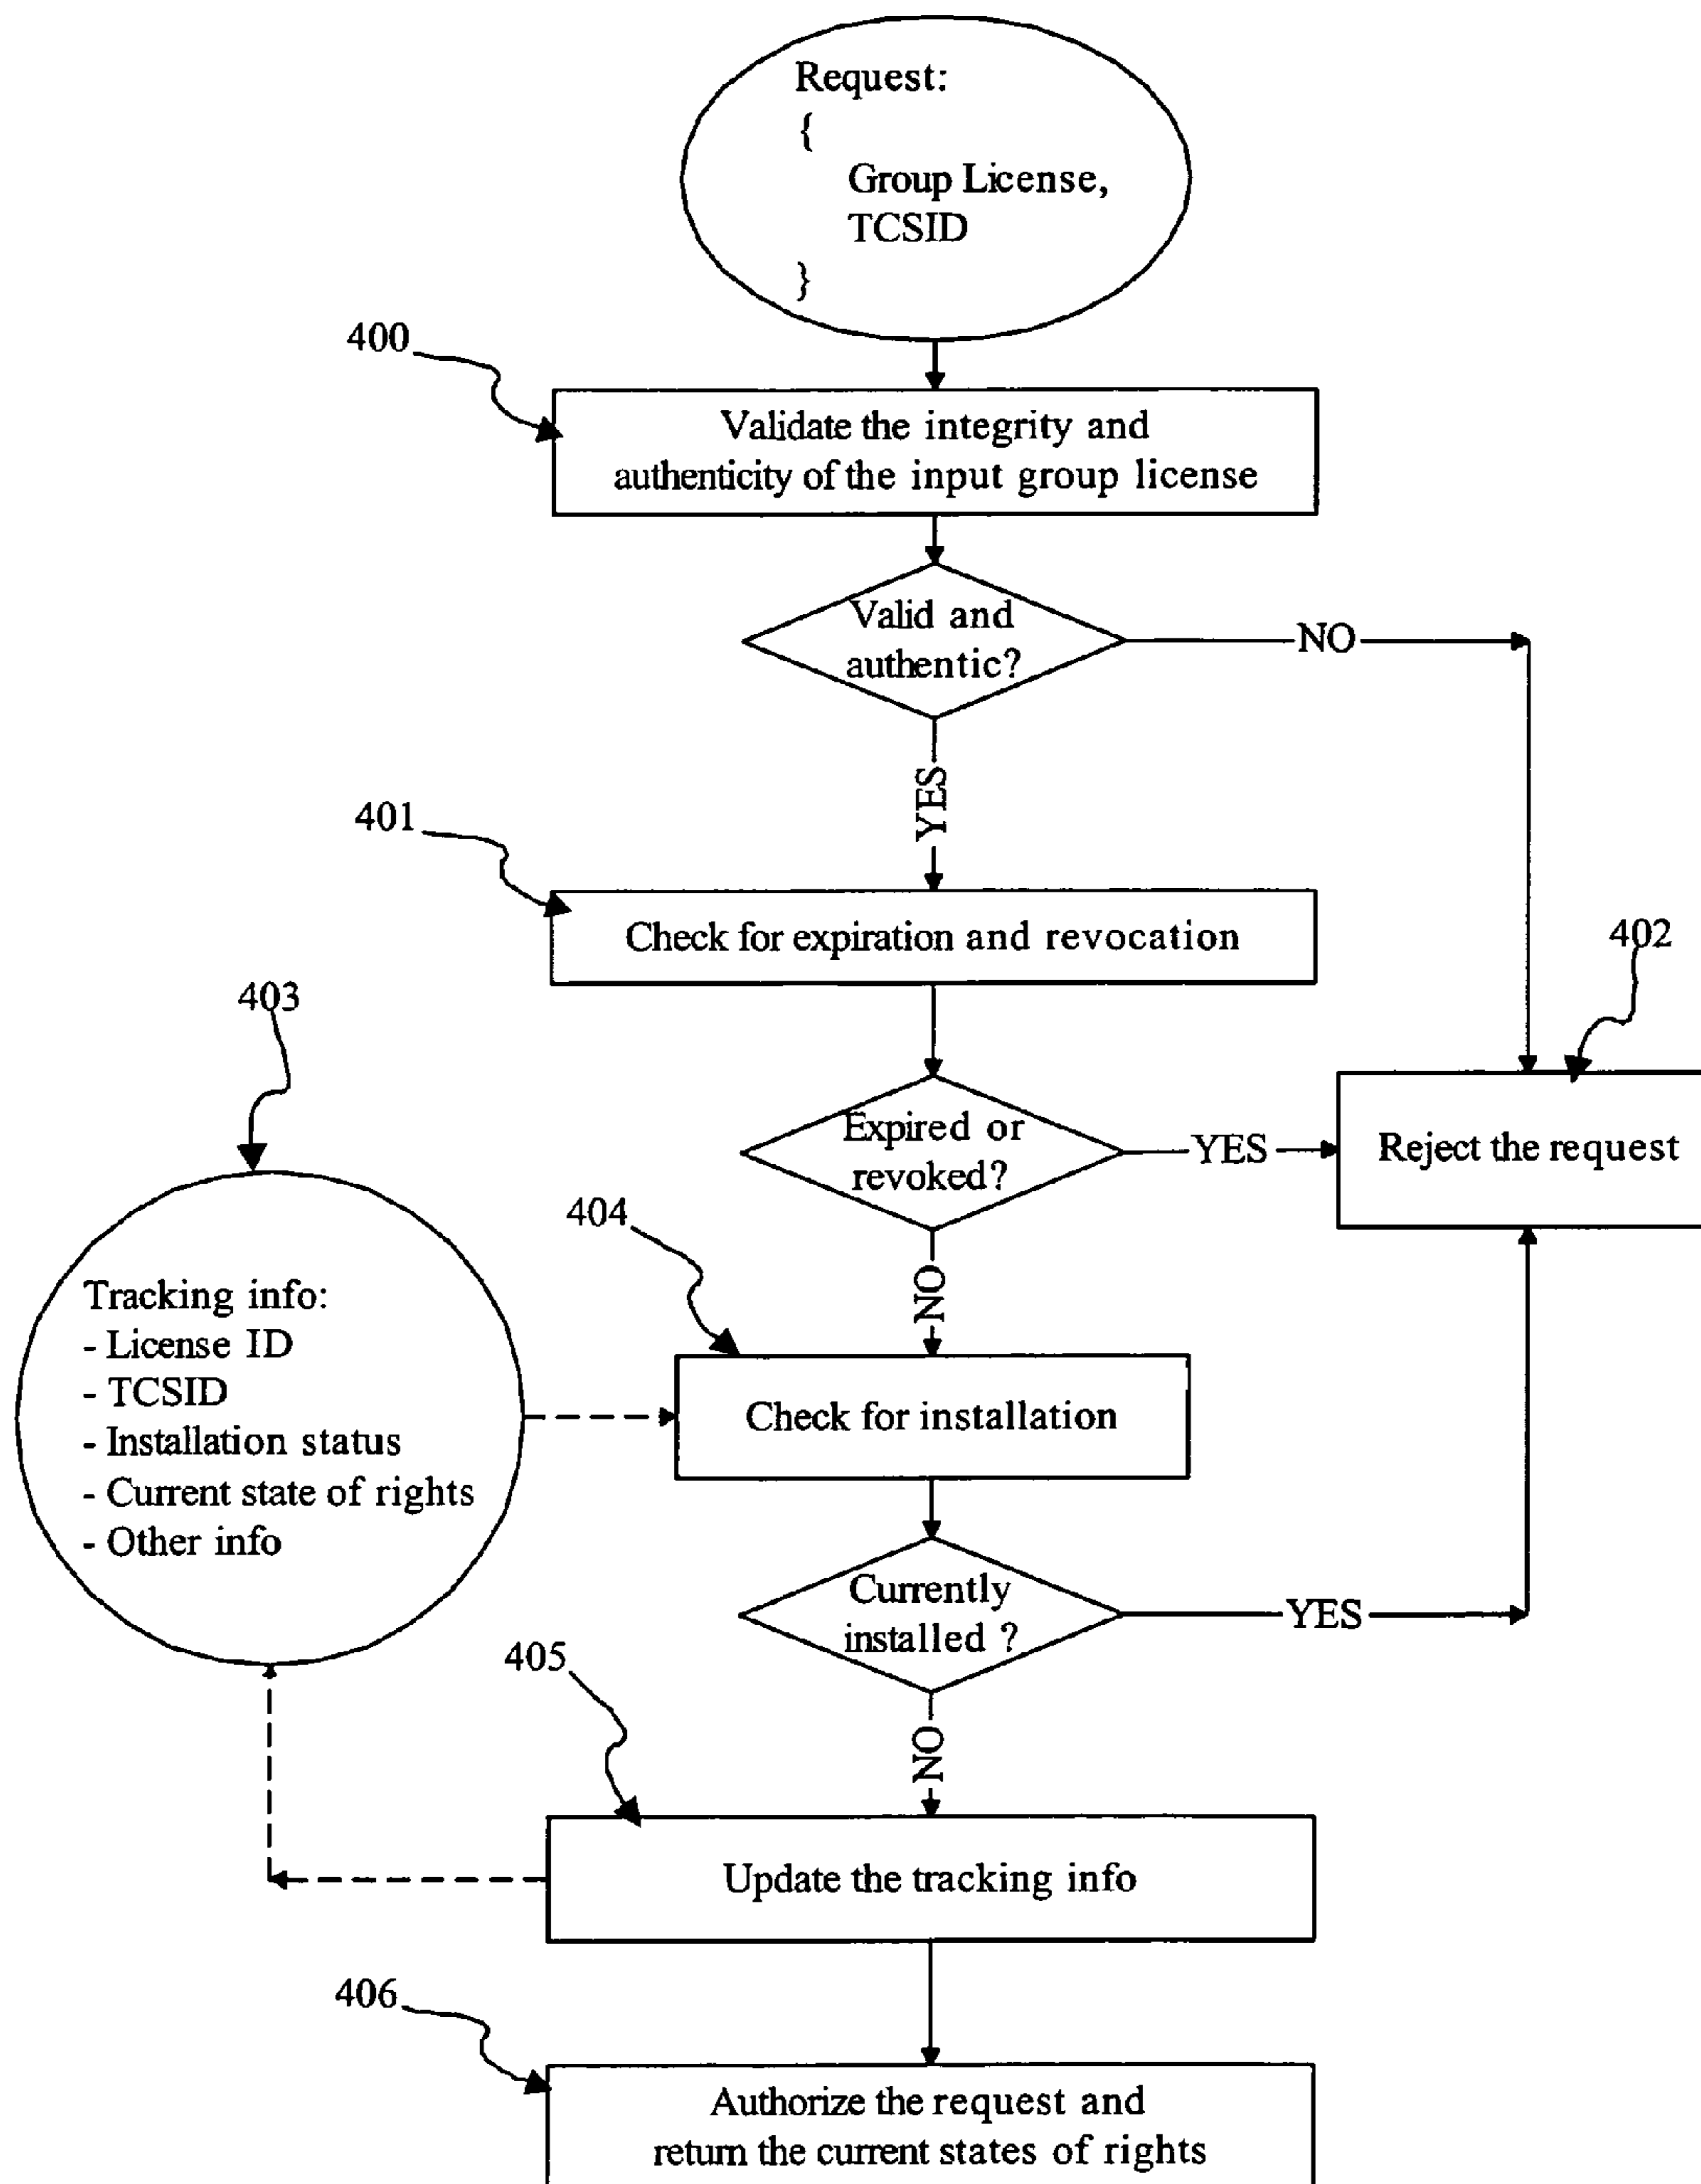 Request:
{
Group License,
TCSID
}
400
Validate the integrity and
authenticity of the input group license
Valid and
authentic?
NO
YES
401
Check for expiration and revocation
402
403
Expired or
revoked?
YES
Reject the request
404
NO
Tracking info:
- License ID
- TCSID
- Installation status
- Current state of rights
- Other info
Check for installation
Currently
installed ?
YES
405
NO
Update the tracking info
406
Authorize the request and
return the current states of rights